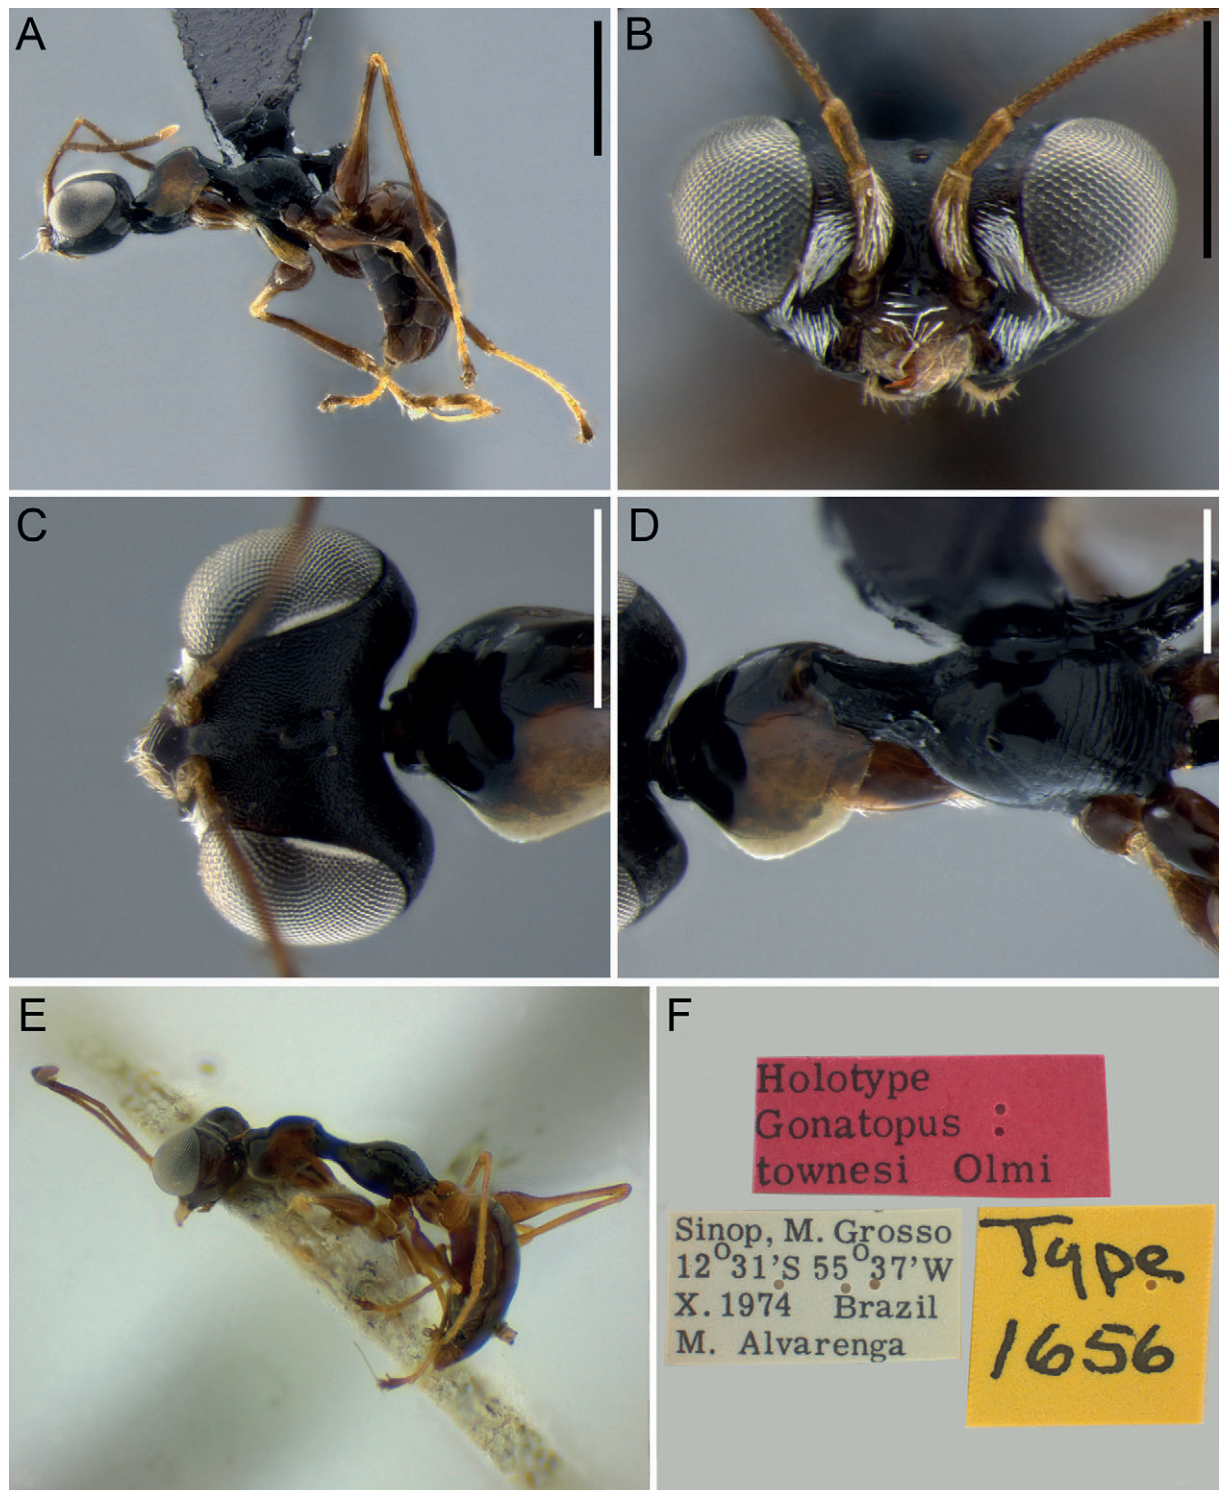 A
B
C
D
E
F
Holotype
Gonatopus :
townesi Olmi
Sinop, M. Grosso
12°31'S 55°37'W
X.1974 Brazil
M. Alvarenga
Type
1656